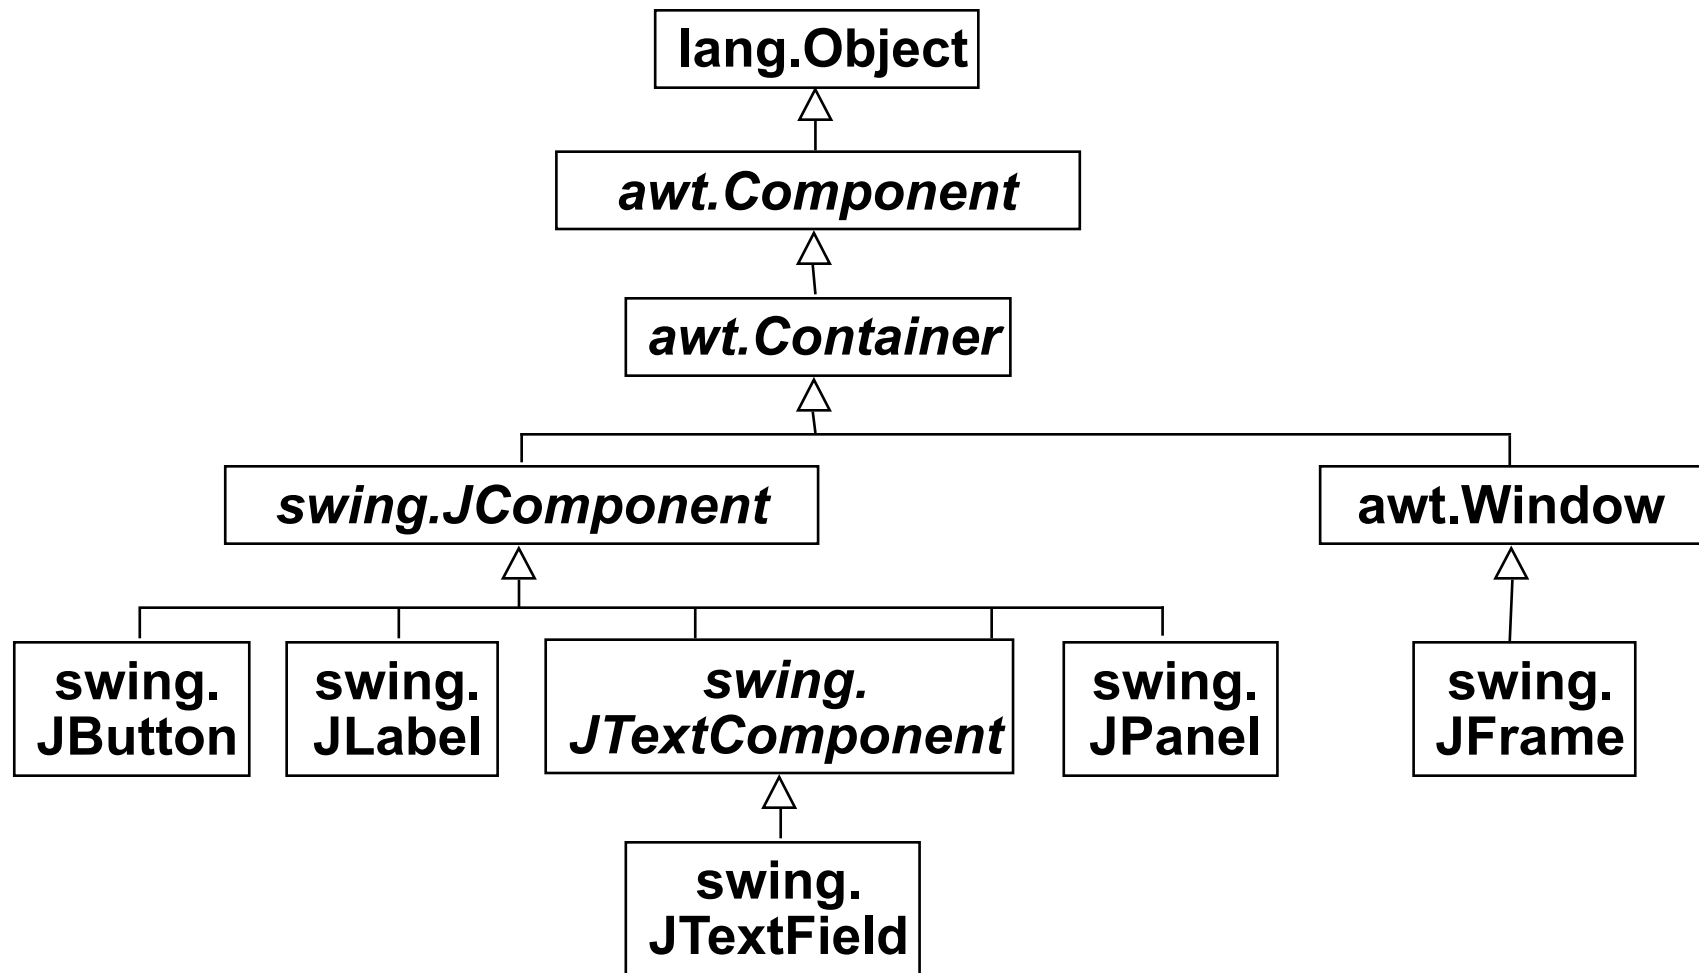 lang.Object
awt.Component
awt.Container
swing.JComponent
awt.Window
swing.
JButton
swing.
JLabel
swing.
JTextComponent
swing.
JPanel
swing.
JFrame
swing.
JTextField